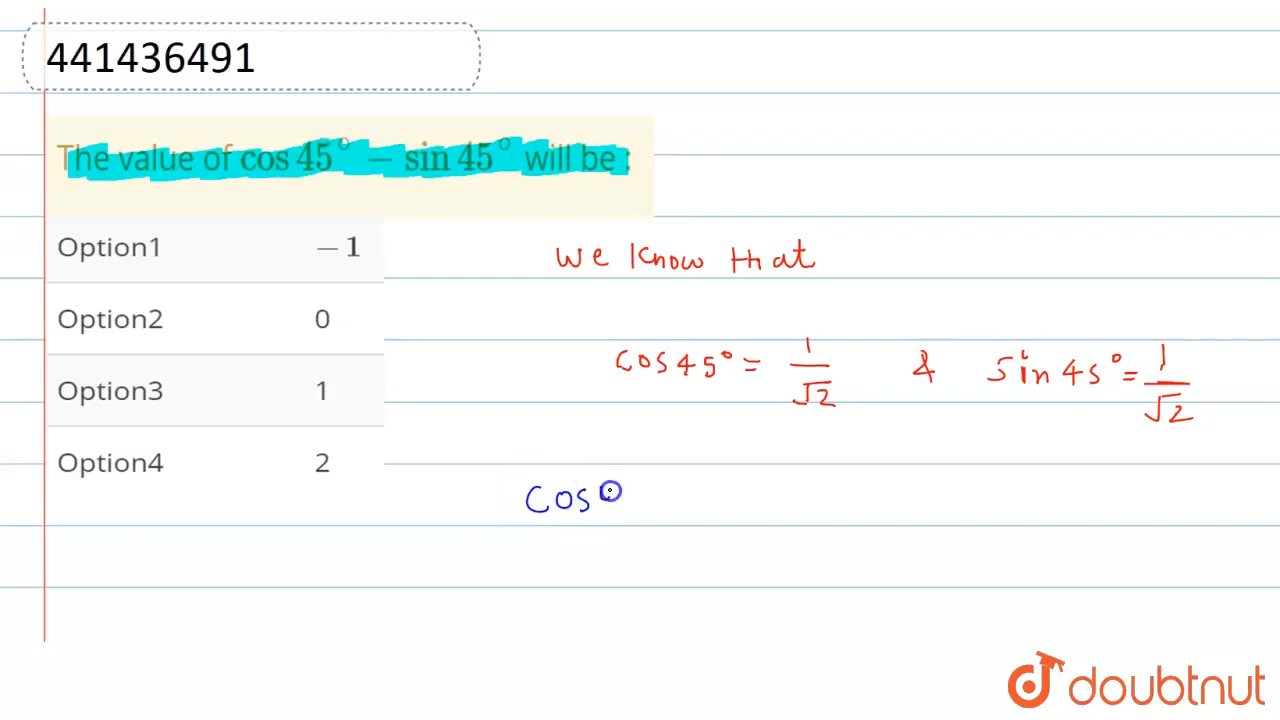 441436491
The value of cos 45° − sin 45° will be :
Option1 −1
Option2 0
Option3 1
Option4 2
We know that
cos 45° = 1/√2 & sin 45° = 1/√2
cos
doubtnut